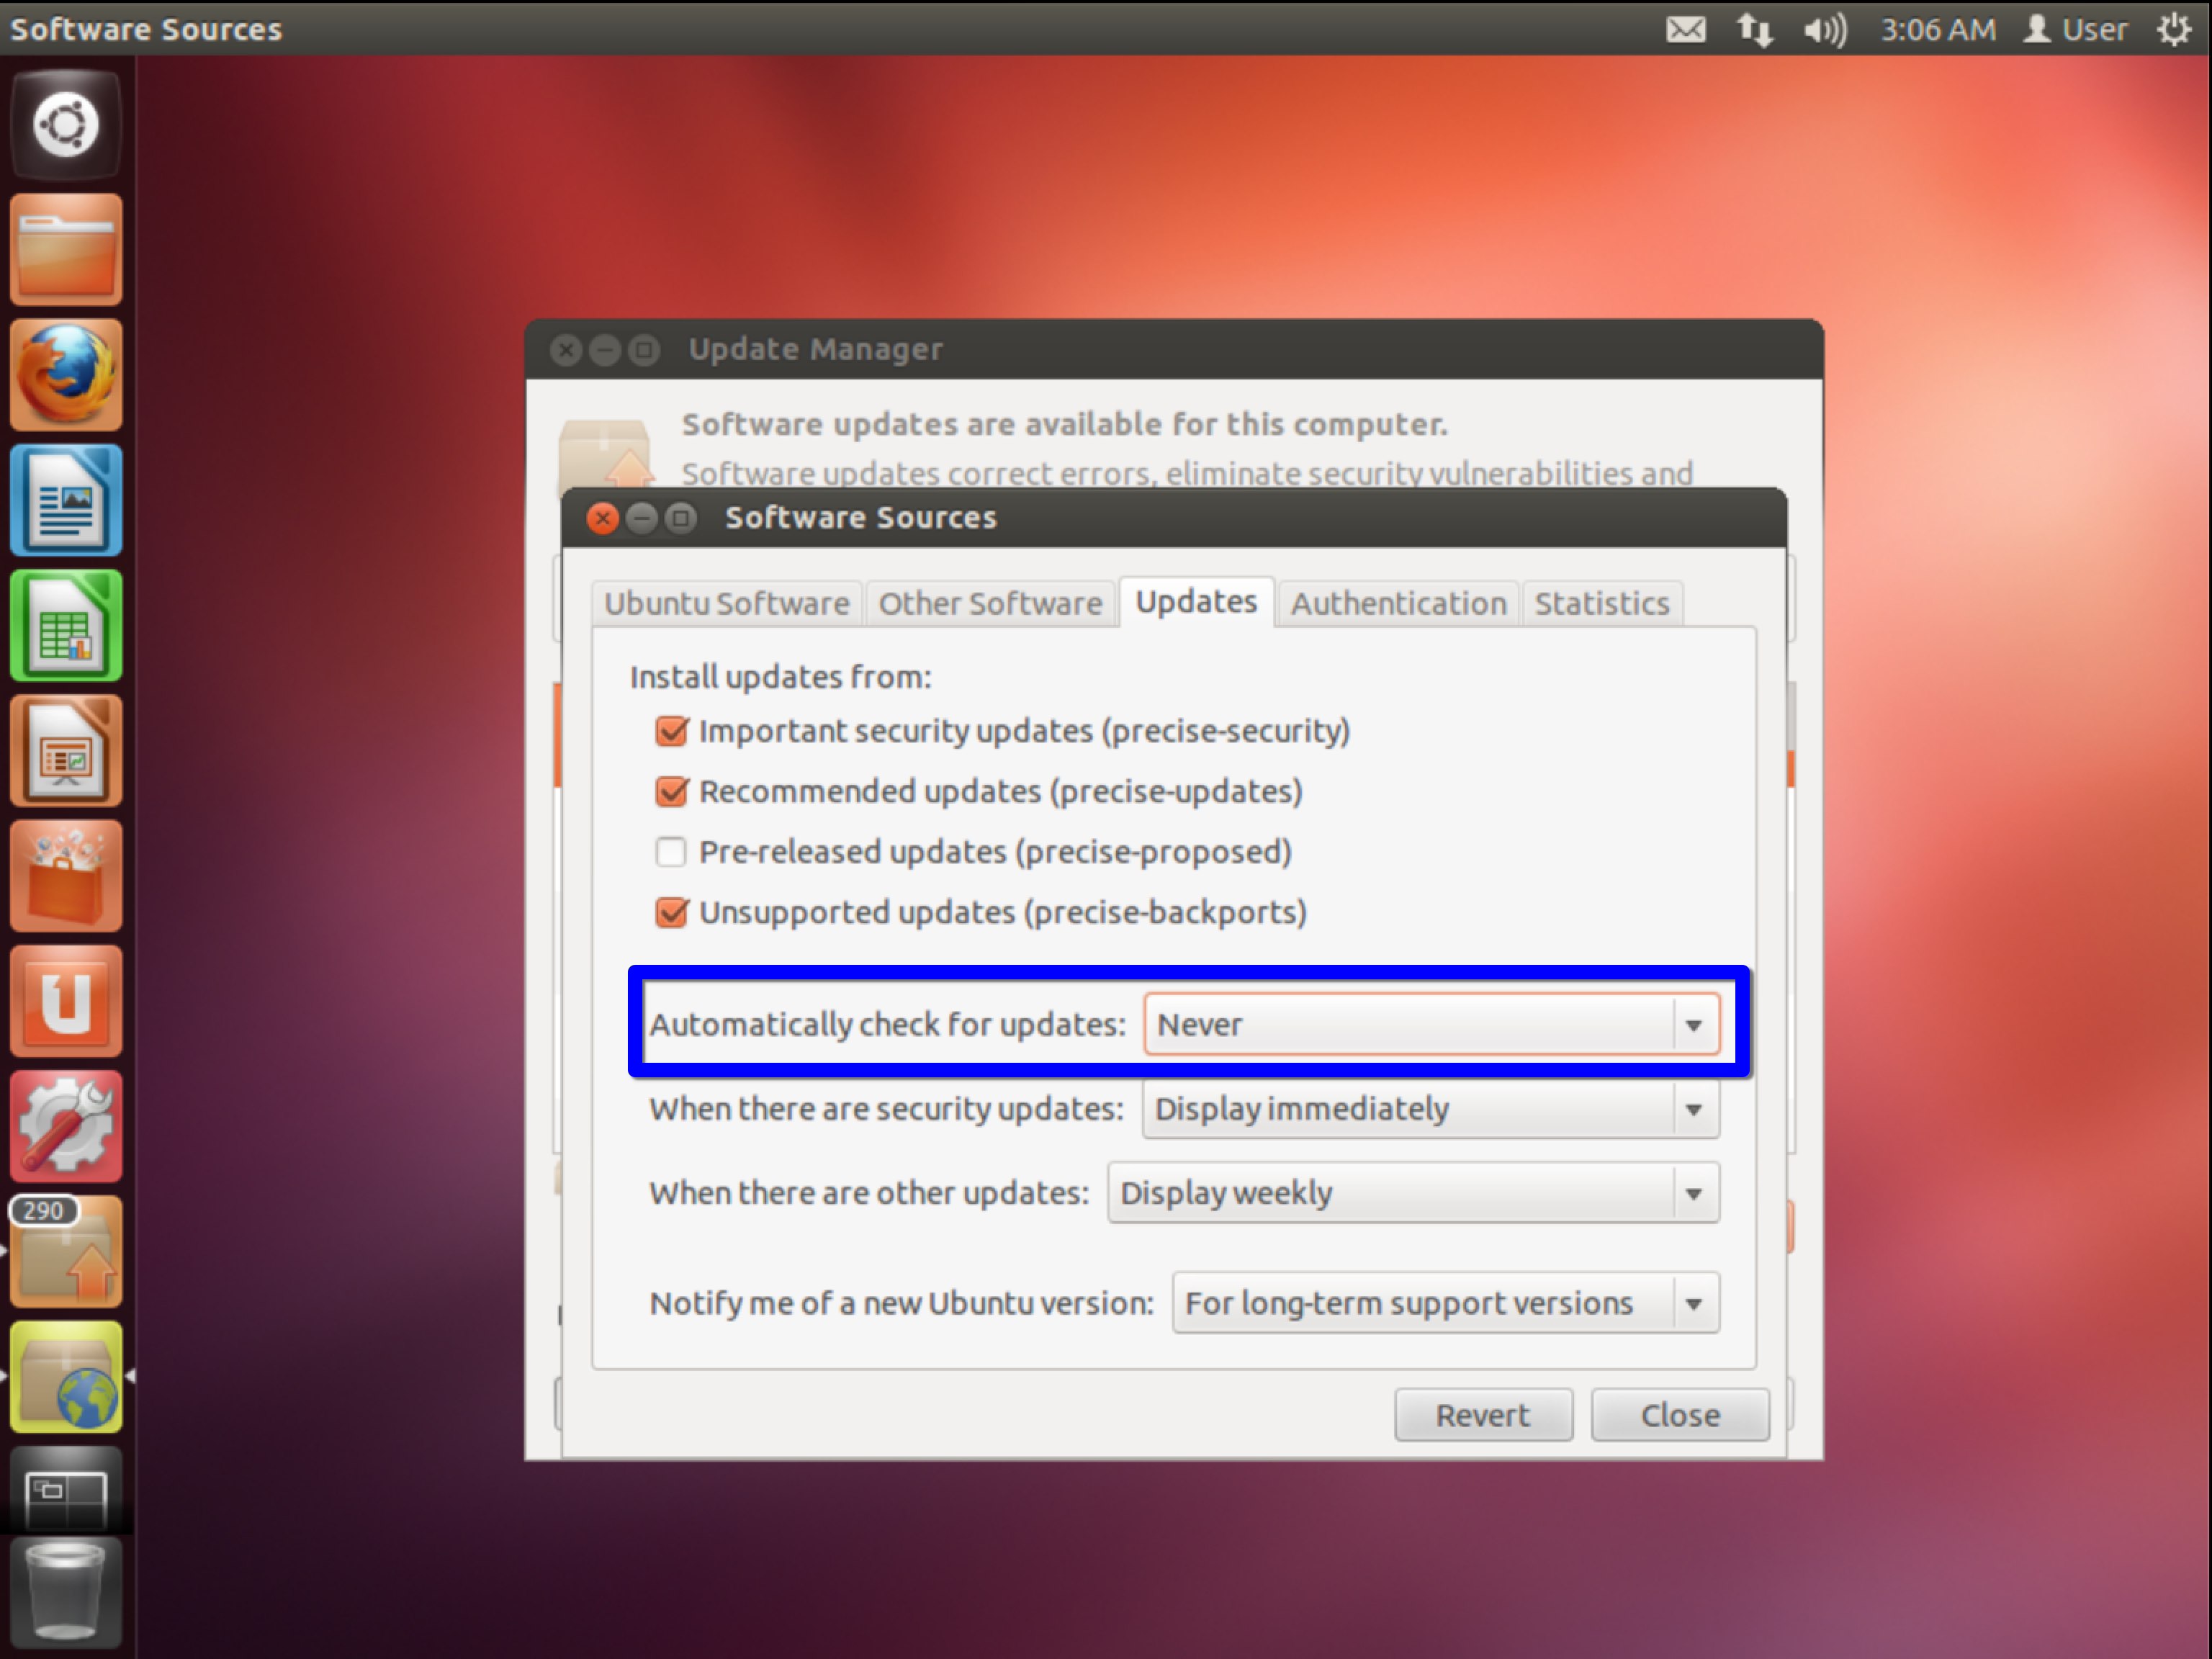 Software Sources
3:06 AM User
Update Manager
Software updates are available for this computer.
Software updates correct errors, eliminate security vulnerabilities and
Software Sources
Ubuntu Software Other Software Updates Authentication Statistics
Install updates from:
Important security updates (precise-security)
Recommended updates (precise-updates)
Pre-released updates (precise-proposed)
Unsupported updates (precise-backports)
Automatically check for updates: Never
When there are security updates: Display immediately
When there are other updates: Display weekly
290
Notify me of a new Ubuntu version: For long-term support versions
Revert Close